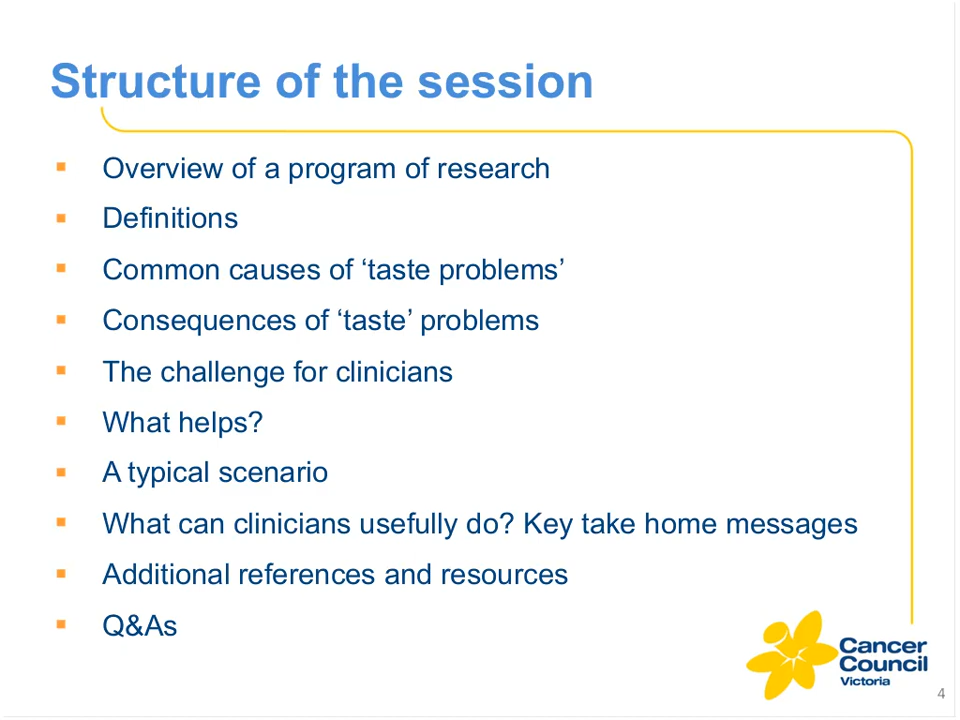 Structure of the session
Overview of a program of research
Definitions
Common causes of ‘taste problems’
Consequences of ‘taste’ problems
The challenge for clinicians
What helps?
A typical scenario
What can clinicians usefully do? Key take home messages
Additional references and resources
Q&As
Cancer
Council
Victoria
4